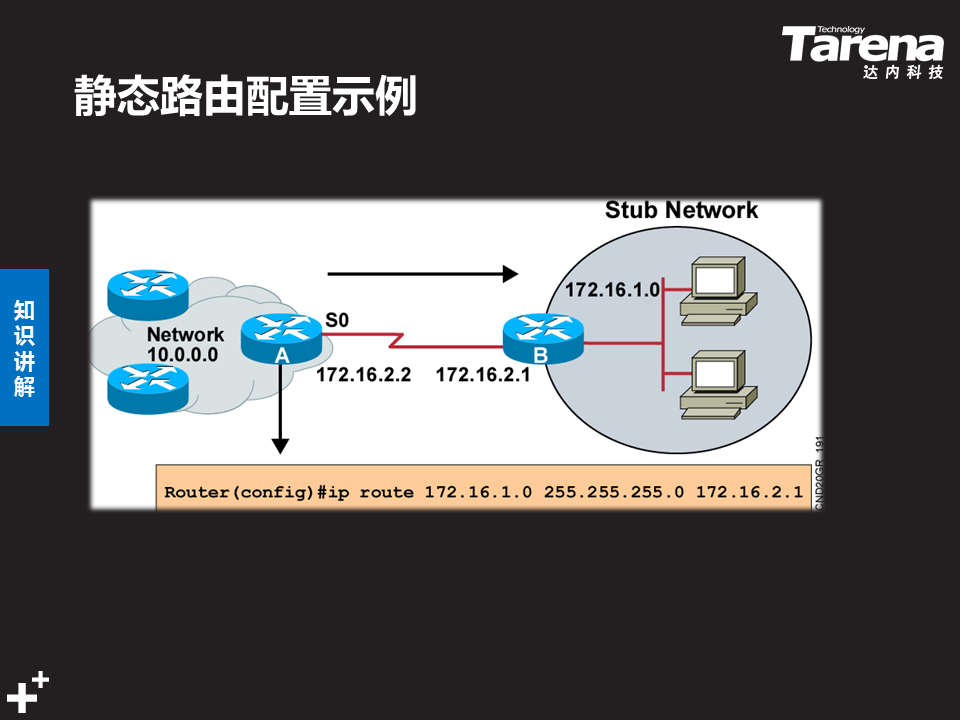 Technology
Tarena
达内科技
静态路由配置示例
知识讲解
Stub Network
172.16.1.0
S0
Network
10.0.0.0
A
B
172.16.2.2
172.16.2.1
Router(config)#ip route 172.16.1.0 255.255.255.0 172.16.2.1
CND20GR_191